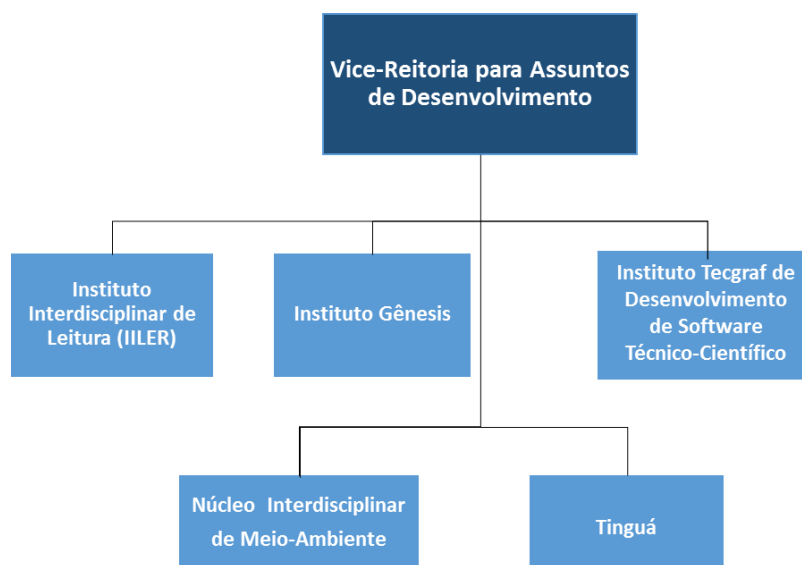 Vice-Reitoria para Assuntos
de Desenvolvimento
Instituto
Interdisciplinar de
Leitura (IILER)
Instituto Gênesis
Instituto Tecgraf de
Desenvolvimento
de Software
Técnico-Científico
Núcleo Interdisciplinar
de Meio-Ambiente
Tinguá